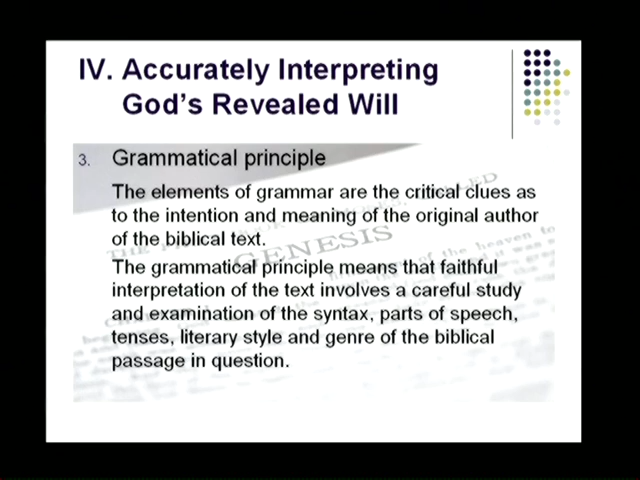 IV. Accurately Interpreting
God's Revealed Will
3. Grammatical principle
The elements of grammar are the critical clues as
to the intention and meaning of the original author
of the biblical text.
GENESIS
The grammatical principle means that faithful
interpretation of the text involves a careful study
and examination of the syntax, parts of speech,
tenses, literary style and genre of the biblical
passage in question.